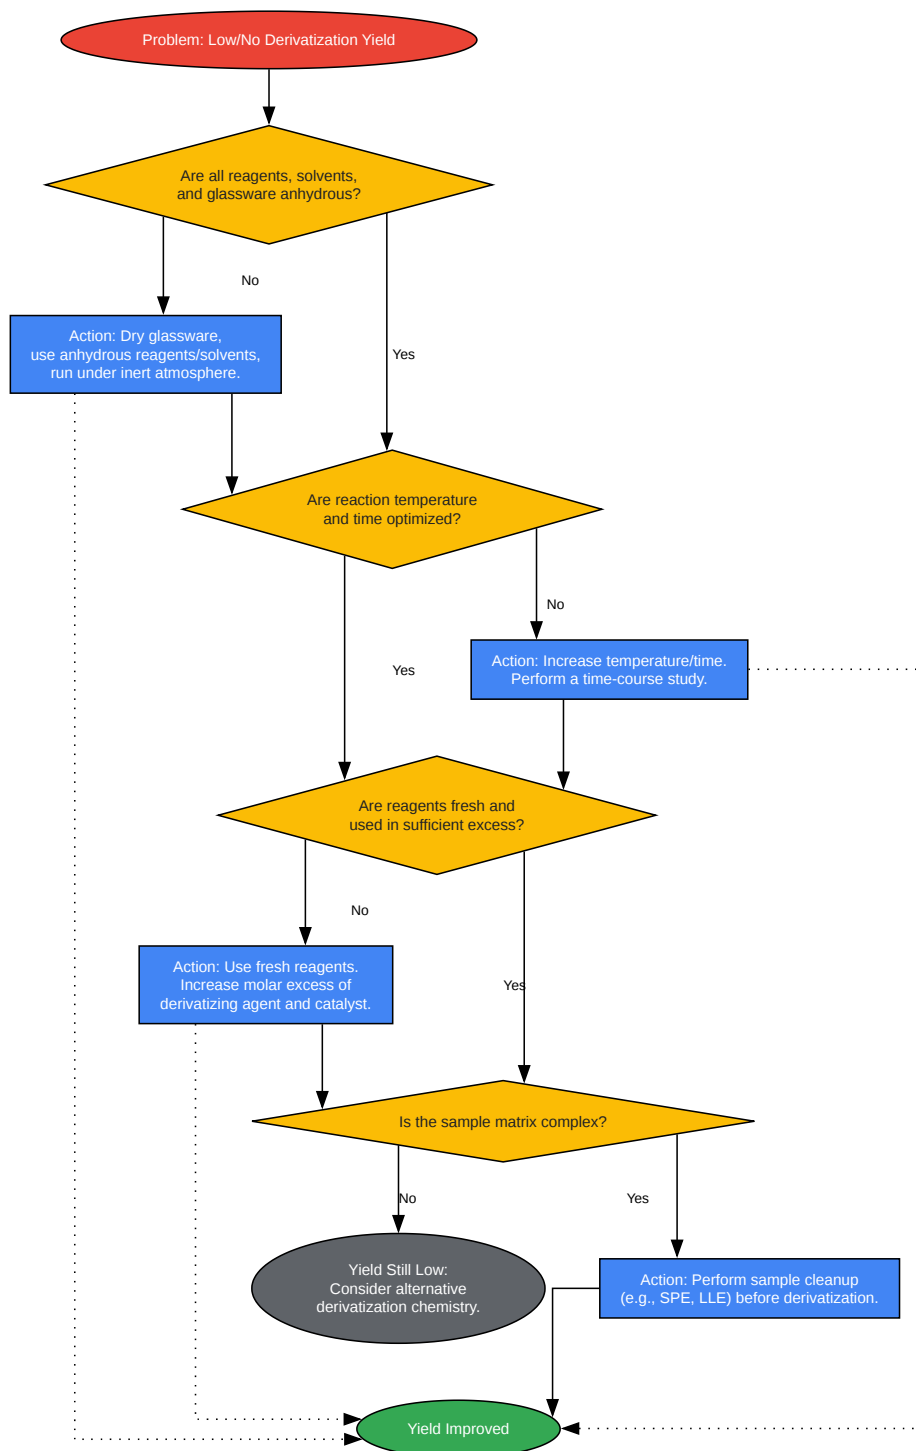 Problem: Low/No Derivatization Yield
Are all reagents, solvents,
and glassware anhydrous?
No
Action: Dry glassware,
use anhydrous reagents/solvents,
run under inert atmosphere.
Yes
Are reaction temperature
and time optimized?
No
Yes
Action: Increase temperature/time.
Perform a time-course study.
Are reagents fresh and
used in sufficient excess?
No
Action: Use fresh reagents.
Increase molar excess of
derivatizing agent and catalyst.
Yes
Is the sample matrix complex?
No
Yes
Yield Still Low:
Consider alternative
derivatization chemistry.
Action: Perform sample cleanup
(e.g., SPE, LLE) before derivatization.
Yield Improved